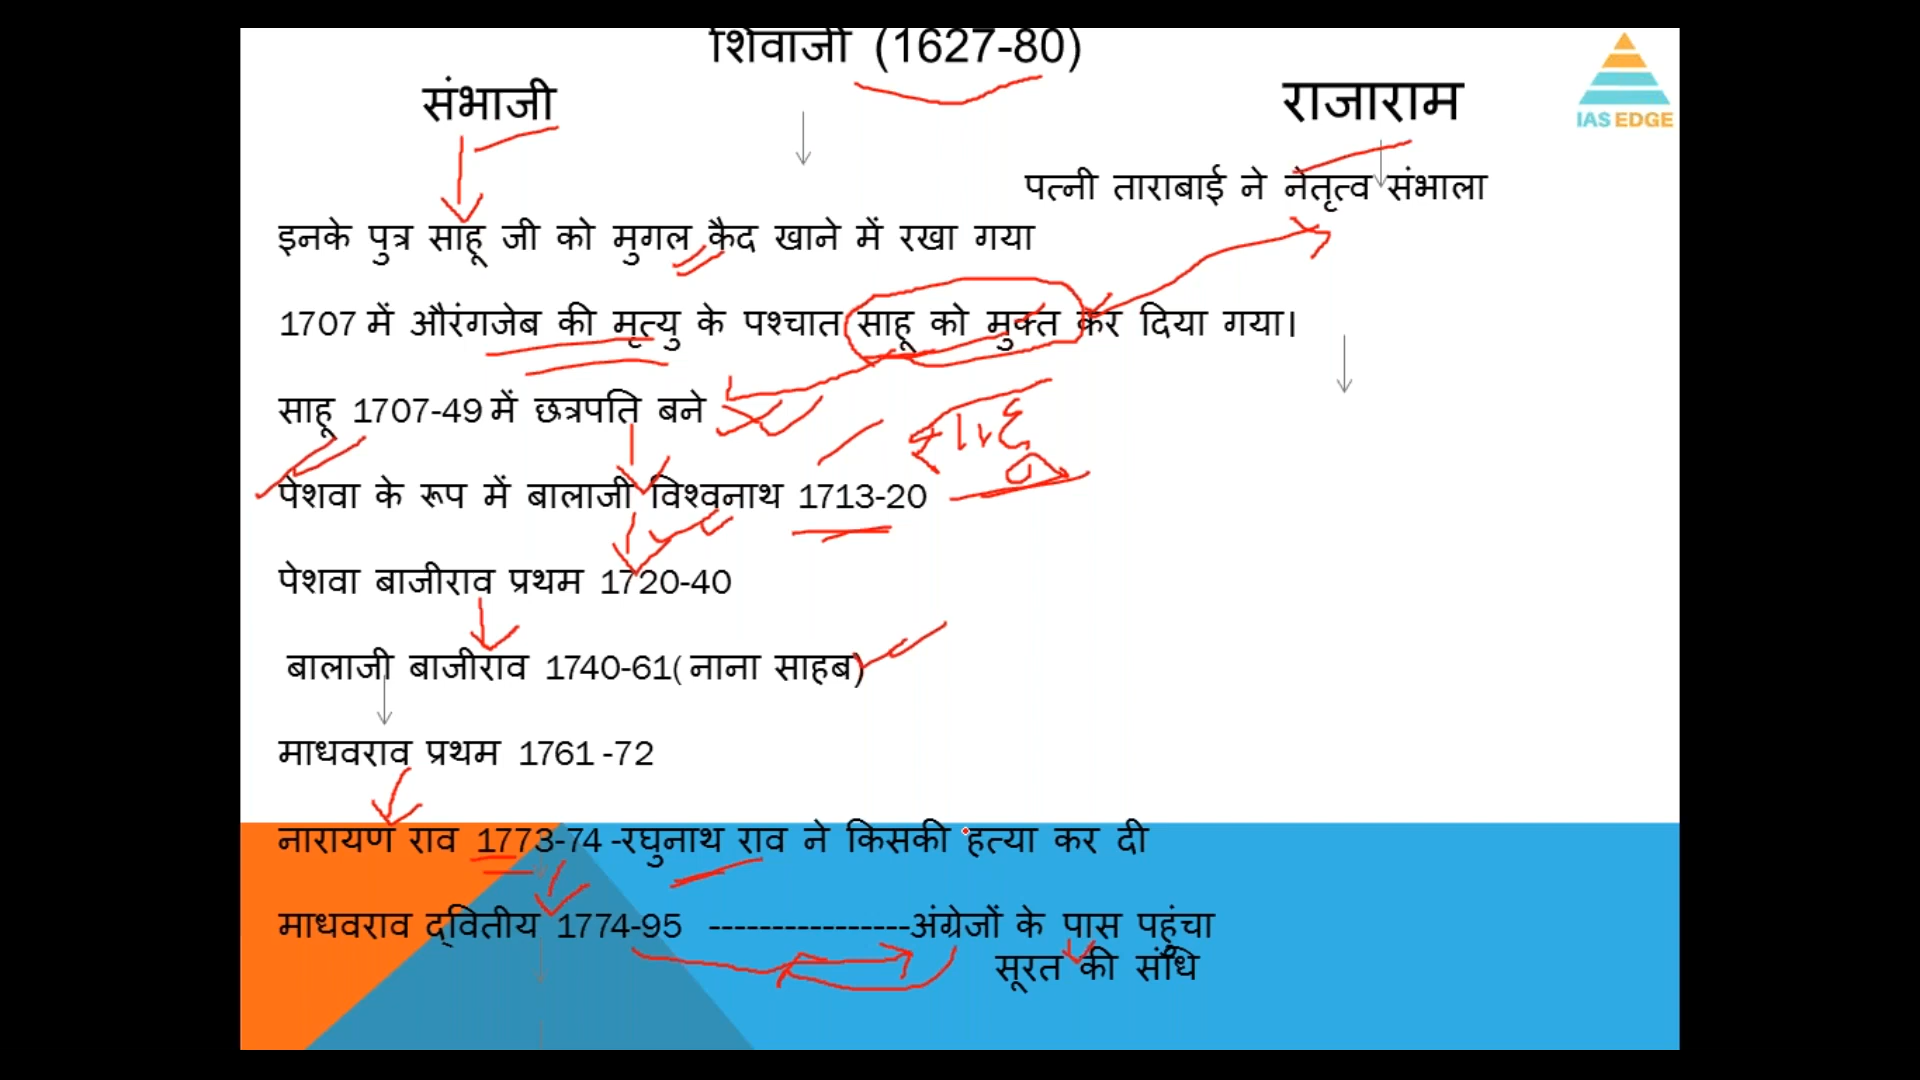 शिवाजी (1627-80)
संभाजी
राजाराम
IAS EDGE
पत्नी ताराबाई ने नेतृत्व संभाला
इनके पुत्र साहू जी को मुगल कैद खाने में रखा गया
1707 में औरंगजेब की मृत्यु के पश्चात साहू को मुक्त कर दिया गया।
साहू 1707-49 में छत्रपति बने
पेशवा के रूप में बालाजी विश्वनाथ 1713-20
पेशवा बाजीराव प्रथम 1720-40
बालाजी बाजीराव 1740-61( नाना साहब)
माधवराव प्रथम 1761 -72
नारायण राव 1773-74 -रघुनाथ राव ने किसकी हत्या कर दी
माधवराव द्वितीय 1774-95 ----------------अंग्रेजों के पास पहुंचा
सूरत की संधि